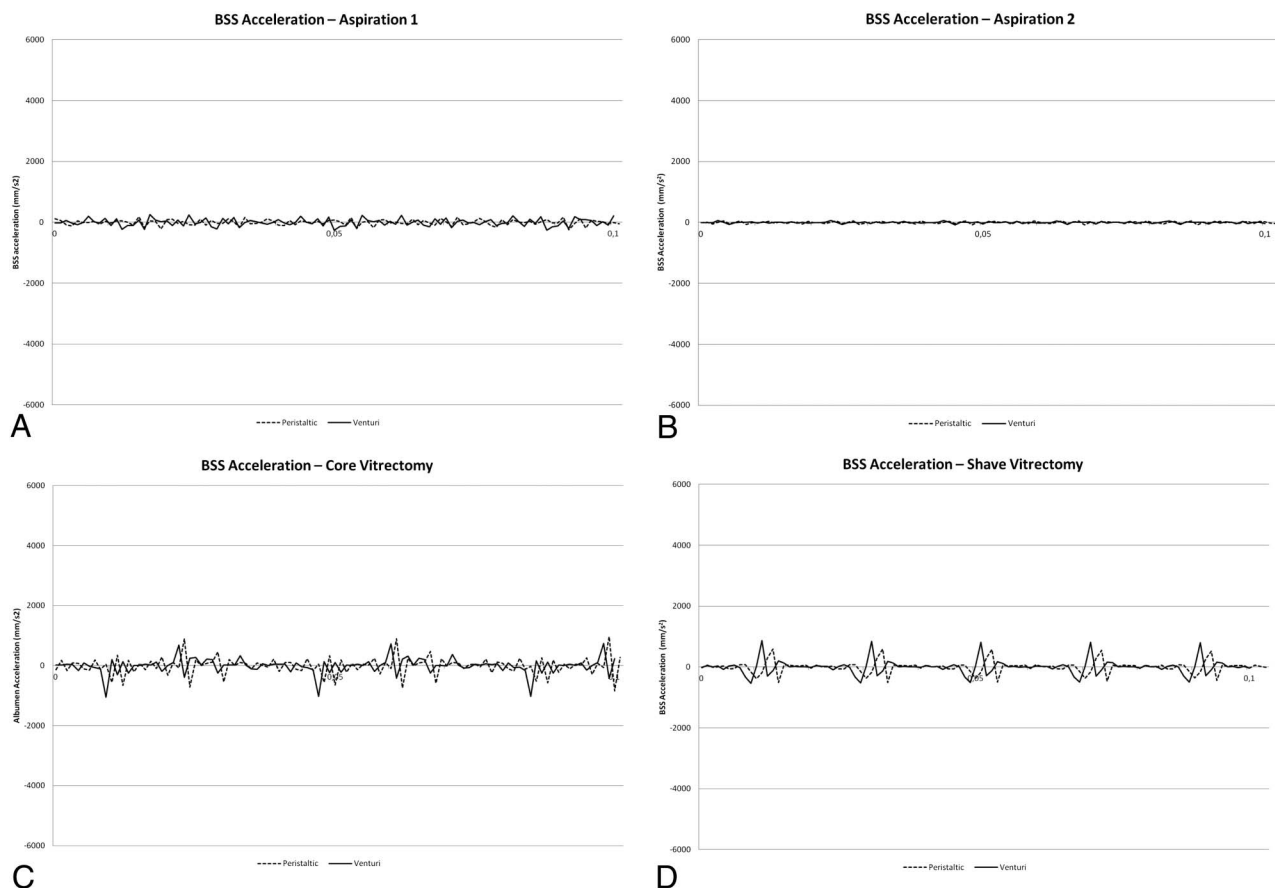 BSS Acceleration – Aspiration 1
6000
4000
2000
0
-2000
-4000
-6000
BSS acceleration (mm/s2)
0
0,05
0,1
Peristaltic
Venturi
A
BSS Acceleration – Aspiration 2
6000
4000
2000
0
-2000
-4000
-6000
BSS Acceleration (mm/s²)
0
0,05
0,1
Peristaltic
Venturi
B
BSS Acceleration – Core Vitrectomy
6000
4000
2000
0
-2000
-4000
-6000
Albumen Acceleration (mm/s2)
0
0,05
0,1
Peristaltic
Venturi
C
BSS Acceleration – Shave Vitrectomy
6000
4000
2000
0
-2000
-4000
-6000
BSS Acceleration (mm/s²)
0
0,05
0,1
Peristaltic
Venturi
D